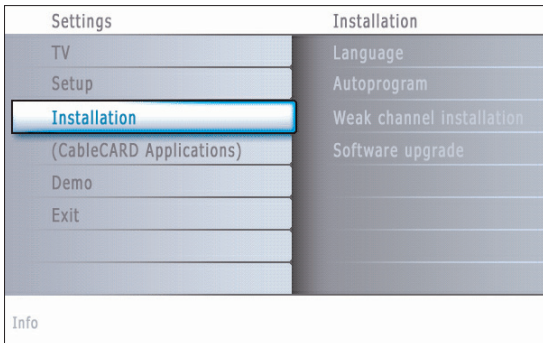 Settings
Installation
TV
Language
Setup
Autoprogram
Installation
Weak channel installation
(CableCARD Applications)
Software upgrade
Demo
Exit
Info